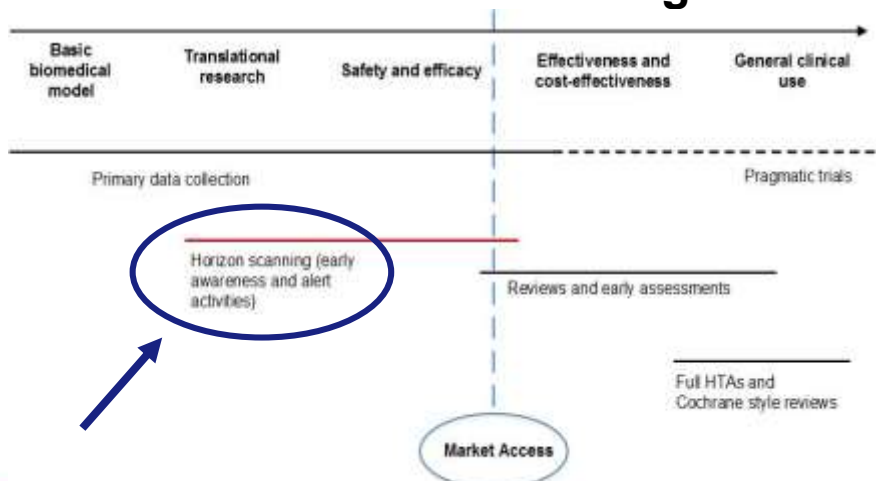 Basic
biomedical
model
Translational
research
Safety and efficacy
Effectiveness and
cost-effectiveness
General clinical
use
Primary data collection
Pragmatic trials
Horizon scanning (early
awareness and alert
activities)
Reviews and early assessments
Full HTAs and
Cochrane style reviews
Market Access